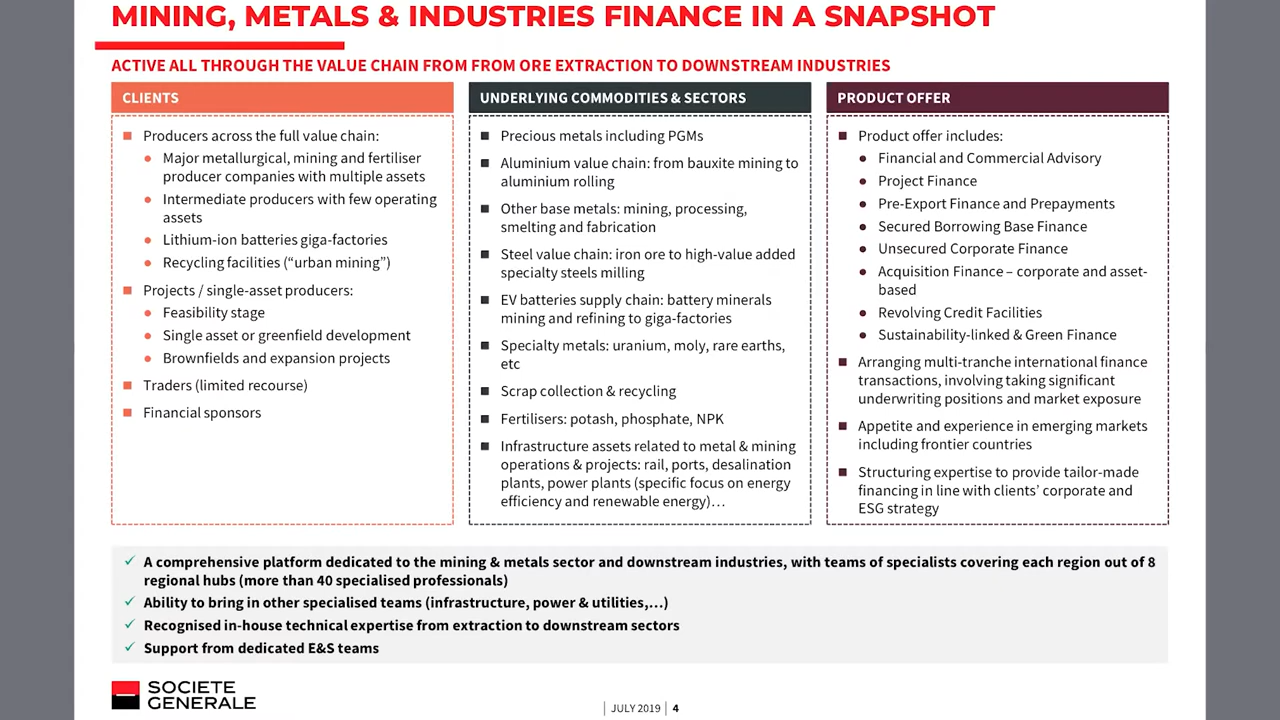 MINING, METALS & INDUSTRIES FINANCE IN A SNAPSHOT
ACTIVE ALL THROUGH THE VALUE CHAIN FROM FROM ORE EXTRACTION TO DOWNSTREAM INDUSTRIES
CLIENTS
Producers across the full value chain:
Major metallurgical, mining and fertiliser
producer companies with multiple assets
Intermediate producers with few operating
assets
Lithium-ion batteries giga-factories
Recycling facilities (“urban mining”)
Projects / single-asset producers:
Feasibility stage
Single asset or greenfield development
Brownfields and expansion projects
Traders (limited recourse)
Financial sponsors
UNDERLYING COMMODITIES & SECTORS
Precious metals including PGMs
Aluminium value chain: from bauxite mining to
aluminium rolling
Other base metals: mining, processing,
smelting and fabrication
Steel value chain: iron ore to high-value added
specialty steels milling
EV batteries supply chain: battery minerals
mining and refining to giga-factories
Specialty metals: uranium, moly, rare earths,
etc
Scrap collection & recycling
Fertilisers: potash, phosphate, NPK
Infrastructure assets related to metal & mining
operations & projects: rail, ports, desalination
plants, power plants (specific focus on energy
efficiency and renewable energy)…
PRODUCT OFFER
Product offer includes:
Financial and Commercial Advisory
Project Finance
Pre-Export Finance and Prepayments
Secured Borrowing Base Finance
Unsecured Corporate Finance
Acquisition Finance – corporate and asset-
based
Revolving Credit Facilities
Sustainability-linked & Green Finance
Arranging multi-tranche international finance
transactions, involving taking significant
underwriting positions and market exposure
Appetite and experience in emerging markets
including frontier countries
Structuring expertise to provide tailor-made
financing in line with clients’ corporate and
ESG strategy
A comprehensive platform dedicated to the mining & metals sector and downstream industries, with teams of specialists covering each region out of 8
regional hubs (more than 40 specialised professionals)
Ability to bring in other specialised teams (infrastructure, power & utilities,…)
Recognised in-house technical expertise from extraction to downstream sectors
Support from dedicated E&S teams
SOCIETE
GENERALE
JULY 2019 | 4